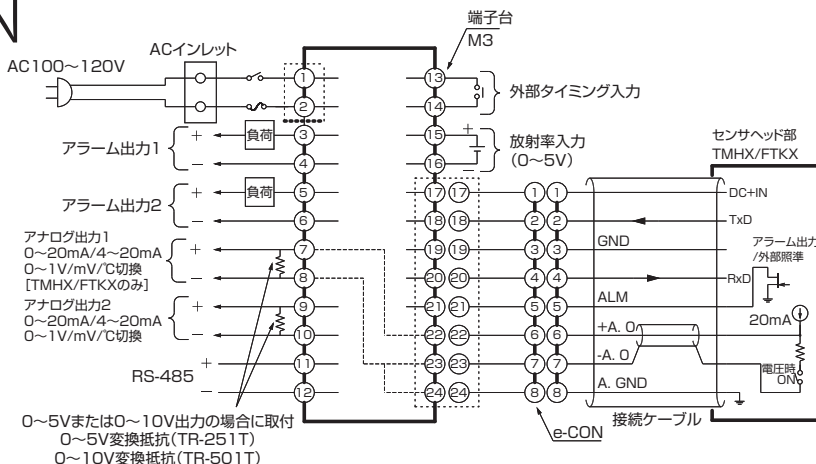 N
端子台
M3
ACインレット
AC100〜120V
① ⑬
② ⑭
外部タイミング入力
アラーム出力1
+ 負荷 ③ ⑮ +
− ④ ⑯ −
放射率入力
(0〜5V)
センサヘッド部
TMHX/FTKX
アラーム出力2
+ 負荷 ⑤ ⑰ ⑰ ① ① DC+IN
− ⑥ ⑱ ⑱ ② ② TxD
アナログ出力1
0〜20mA/4〜20mA
0〜1V/mV/℃切換
[TMHX/FTKXのみ]
+ ⑦ ⑲ ⑲ ③ ③ GND
− ⑧ ⑳ ⑳ ④ ④ RxD
アラーム出力
/外部照準
アナログ出力2
0〜20mA/4〜20mA
0〜1V/mV/℃切換
+ ⑨ ㉑ ㉑ ⑤ ⑤ ALM
− ⑩ ㉒ ㉒ ⑥ ⑥ +A. O
20mA
RS-485
+ ⑪ ㉓ ㉓ ⑦ ⑦ -A. O
− ⑫ ㉔ ㉔ ⑧ ⑧ A. GND
電圧時
ON
接続ケーブル
e-CON
0〜5Vまたは0〜10V出力の場合に取付
0〜5V変換抵抗(TR-251T)
0〜10V変換抵抗(TR-501T)